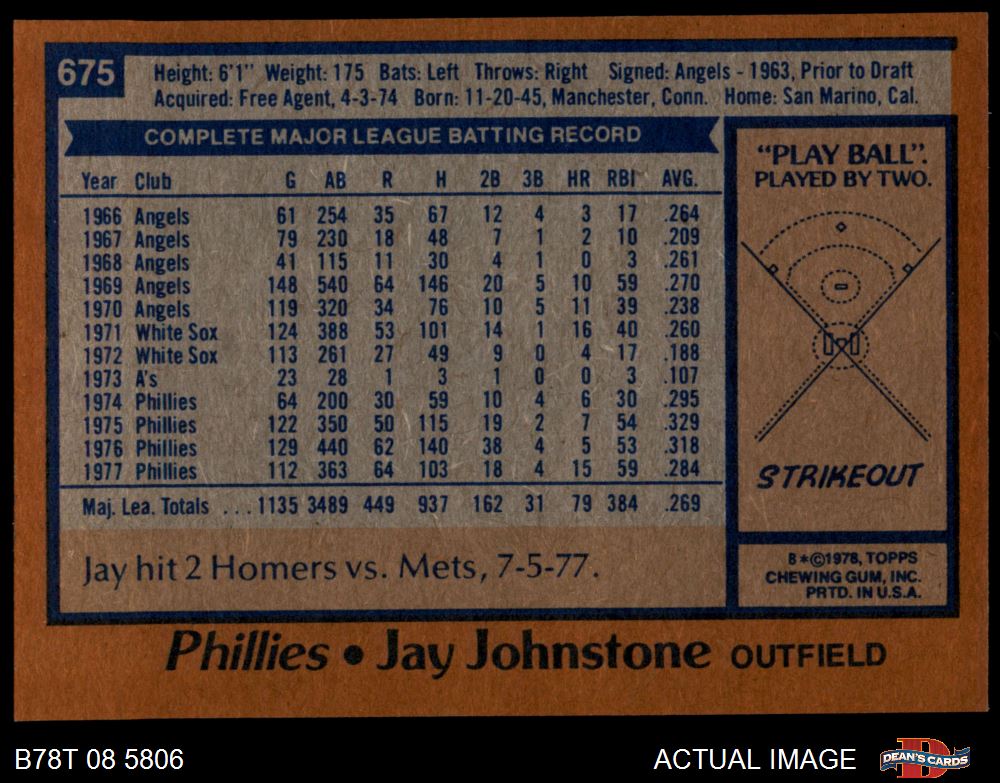 675
Height: 6'1" Weight: 175 Bats: Left Throws: Right Signed: Angels - 1963, Prior to Draft
Acquired: Free Agent, 4-3-74 Born: 11-20-45, Manchester, Conn. Home: San Marino, Cal.
COMPLETE MAJOR LEAGUE BATTING RECORD
Year Club G AB R H 2B 3B HR RBI AVG.
1966 Angels 61 254 35 67 12 4 3 17 .264
1967 Angels 79 230 18 48 7 1 2 10 .209
1968 Angels 41 115 11 30 4 1 0 3 .261
1969 Angels 148 540 64 146 20 5 10 59 .270
1970 Angels 119 320 34 76 10 5 11 39 .238
1971 White Sox 124 388 53 101 14 1 16 40 .260
1972 White Sox 113 261 27 49 9 0 4 17 .188
1973 A's 23 28 1 3 1 0 0 3 .107
1974 Phillies 64 200 30 59 10 4 6 30 .295
1975 Phillies 122 350 50 115 19 2 7 54 .329
1976 Phillies 129 440 62 140 38 4 5 53 .318
1977 Phillies 112 363 64 103 18 4 15 59 .284
Maj. Lea. Totals ... 1135 3489 449 937 162 31 79 384 .269
Jay hit 2 Homers vs. Mets, 7-5-77.
"PLAY BALL".
PLAYED BY TWO.
STRIKEOUT
B*©1978, TOPPS
CHEWING GUM, INC.
PRTD. IN U.S.A.
Phillies • Jay Johnstone OUTFIELD
B78T 08 5806
ACTUAL IMAGE
DEAN'S CARDS